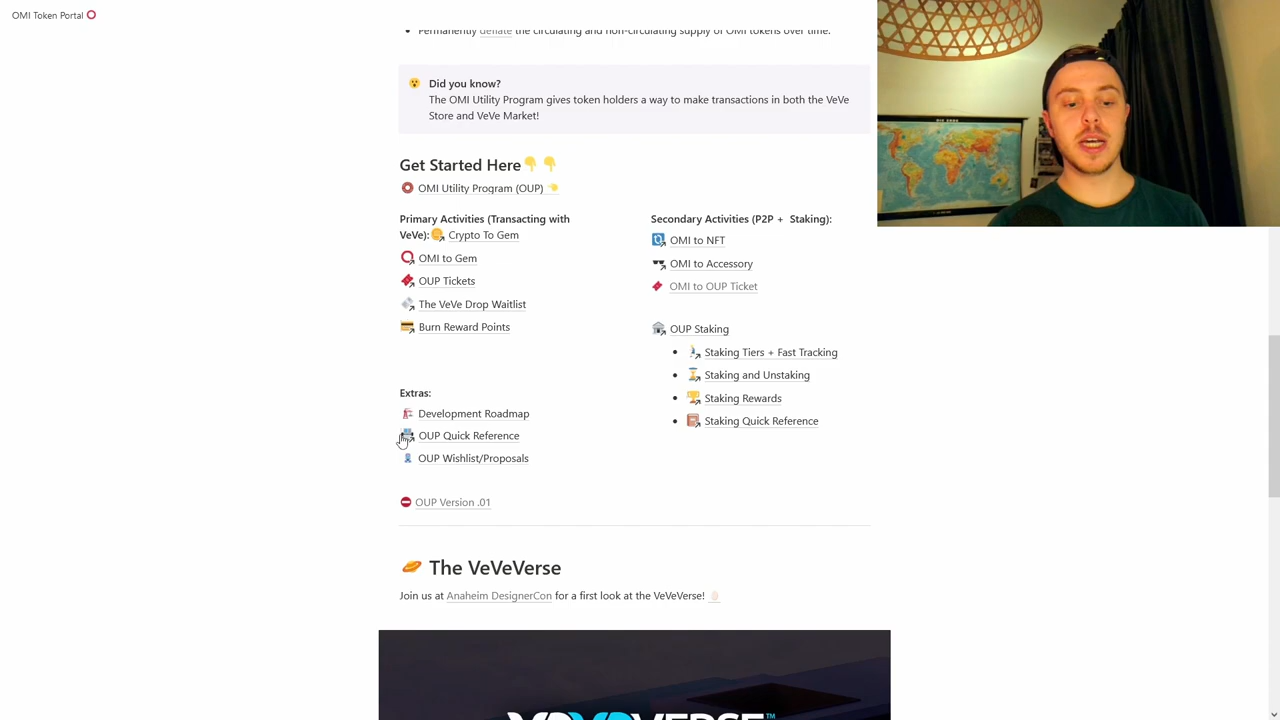 OMI Token Portal
Permanently deflate the circulating and non-circulating supply of OMI tokens over time.
Did you know?
The OMI Utility Program gives token holders a way to make transactions in both the VeVe
Store and VeVe Market!
Get Started Here
OMI Utility Program (OUP)
Primary Activities (Transacting with
VeVe):
Crypto To Gem
OMI to Gem
OUP Tickets
The VeVe Drop Waitlist
Burn Reward Points
Secondary Activities (P2P + Staking):
OMI to NFT
OMI to Accessory
OMI to OUP Ticket
OUP Staking
Staking Tiers + Fast Tracking
Staking and Unstaking
Staking Rewards
Staking Quick Reference
Extras:
Development Roadmap
OUP Quick Reference
OUP Wishlist/Proposals
OUP Version .01
The VeVeVerse
Join us at Anaheim DesignerCon for a first look at the VeVeVerse!
VEVEVERSE™